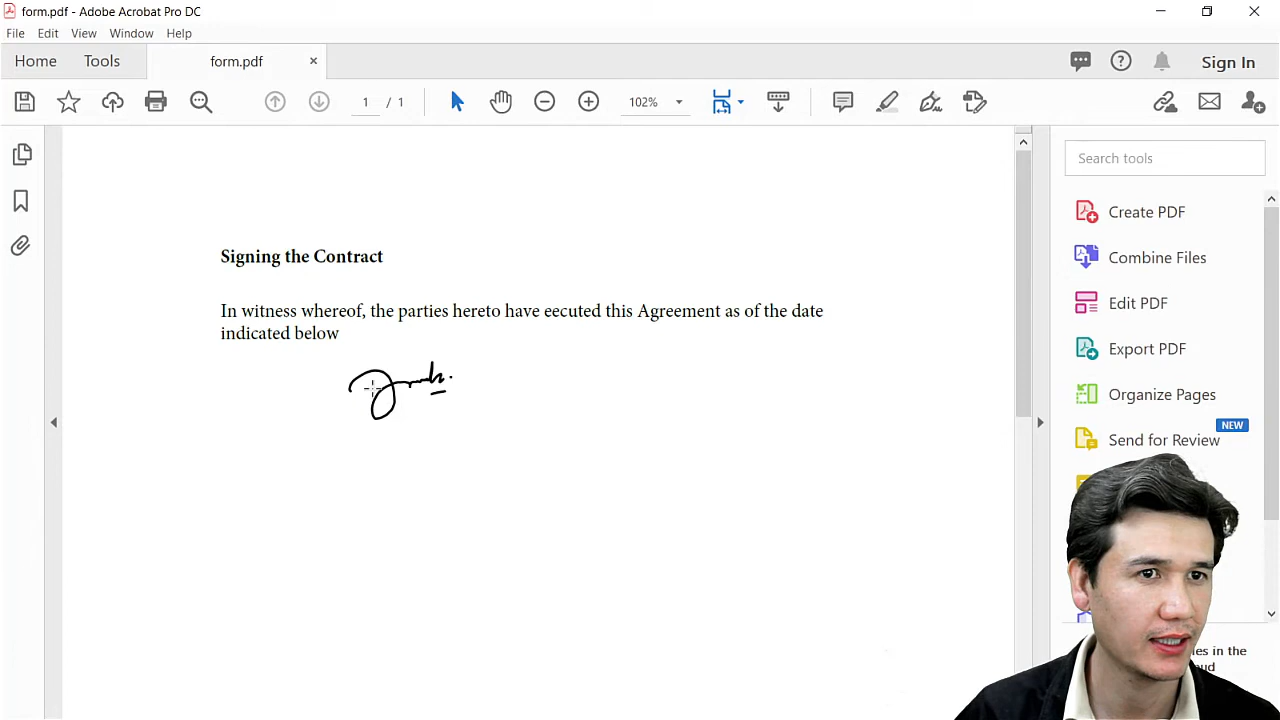 form.pdf - Adobe Acrobat Pro DC
File Edit View Window Help
Home Tools form.pdf × Sign In
1 / 1 102%
Search tools
Create PDF
Combine Files
Edit PDF
Export PDF
Organize Pages
NEW
Send for Review
Signing the Contract
In witness whereof, the parties hereto have eecuted this Agreement as of the date
indicated below
in the